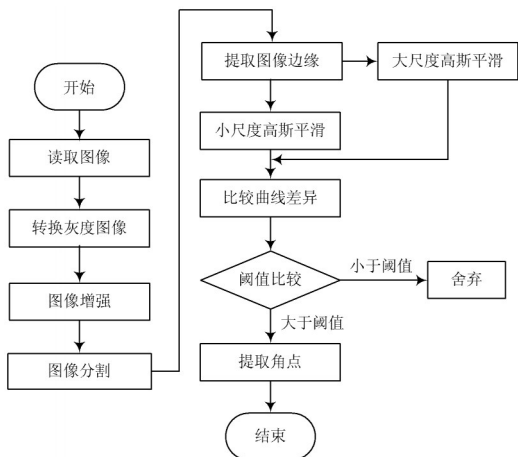 开始
读取图像
转换灰度图像
图像增强
图像分割
提取图像边缘
大尺度高斯平滑
小尺度高斯平滑
比较曲线差异
阈值比较
小于阈值
舍弃
大于阈值
提取角点
结束